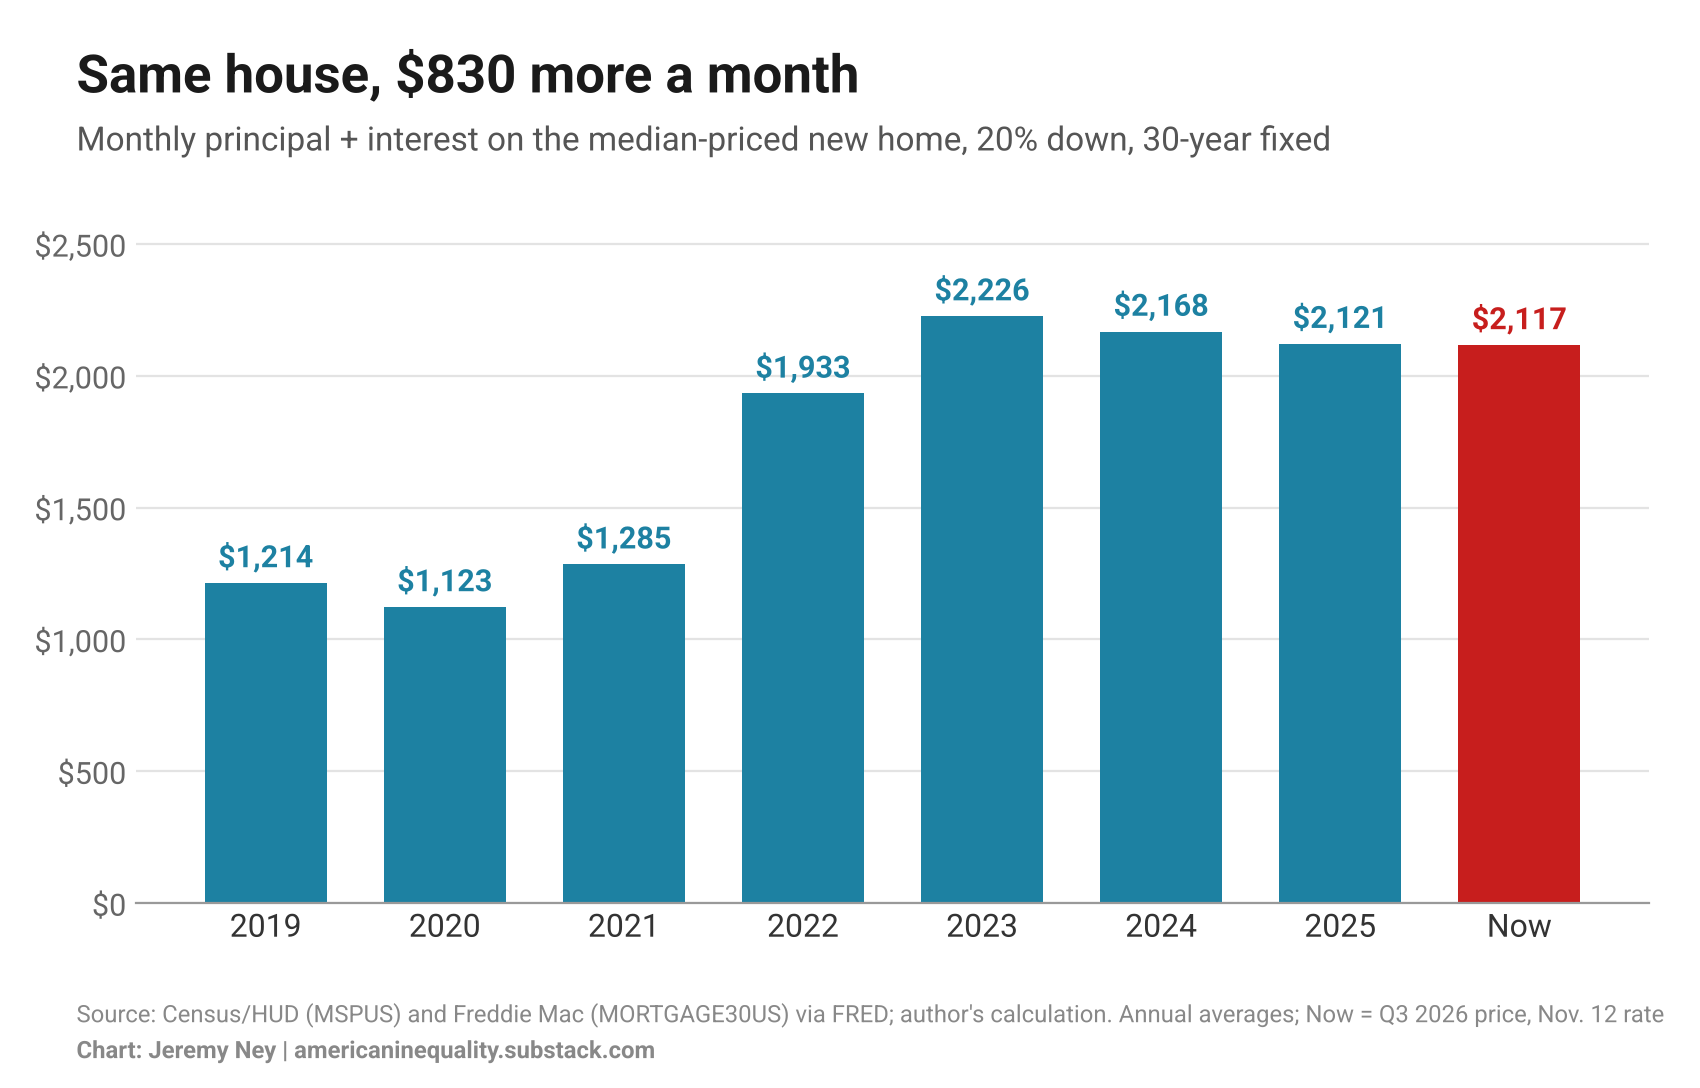 Same house, $830 more a month
Monthly principal + interest on the median-priced new home, 20% down, 30-year fixed
$2,500
$2,000
$1,500
$1,000
$500
$0
$1,214
$1,123
$1,285
$1,933
$2,226
$2,168
$2,121
$2,117
2019 2020 2021 2022 2023 2024 2025 Now
Source: Census/HUD (MSPUS) and Freddie Mac (MORTGAGE30US) via FRED; author's calculation. Annual averages; Now = Q3 2026 price, Nov. 12 rate
Chart: Jeremy Ney | americaninequality.substack.com